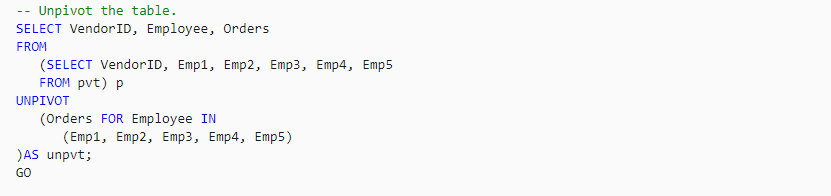 -- Unpivot the table.
SELECT VendorID, Employee, Orders
FROM
   (SELECT VendorID, Emp1, Emp2, Emp3, Emp4, Emp5
   FROM pvt) p
UNPIVOT
   (Orders FOR Employee IN
      (Emp1, Emp2, Emp3, Emp4, Emp5)
)AS unpvt;
GO